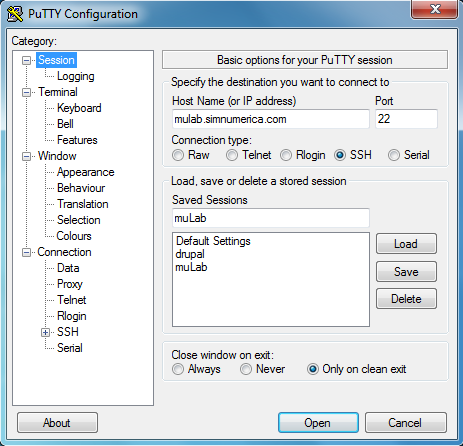 PuTTY Configuration
Category:
Session
Logging
Terminal
Keyboard
Bell
Features
Window
Appearance
Behaviour
Translation
Selection
Colours
Connection
Data
Proxy
Telnet
Rlogin
SSH
Serial
Basic options for your PuTTY session
Specify the destination you want to connect to
Host Name (or IP address) Port
mulab.simnumerica.com 22
Connection type:
Raw Telnet Rlogin SSH Serial
Load, save or delete a stored session
Saved Sessions
muLab
Default Settings
drupal
muLab
Load
Save
Delete
Close window on exit:
Always Never Only on clean exit
About Open Cancel